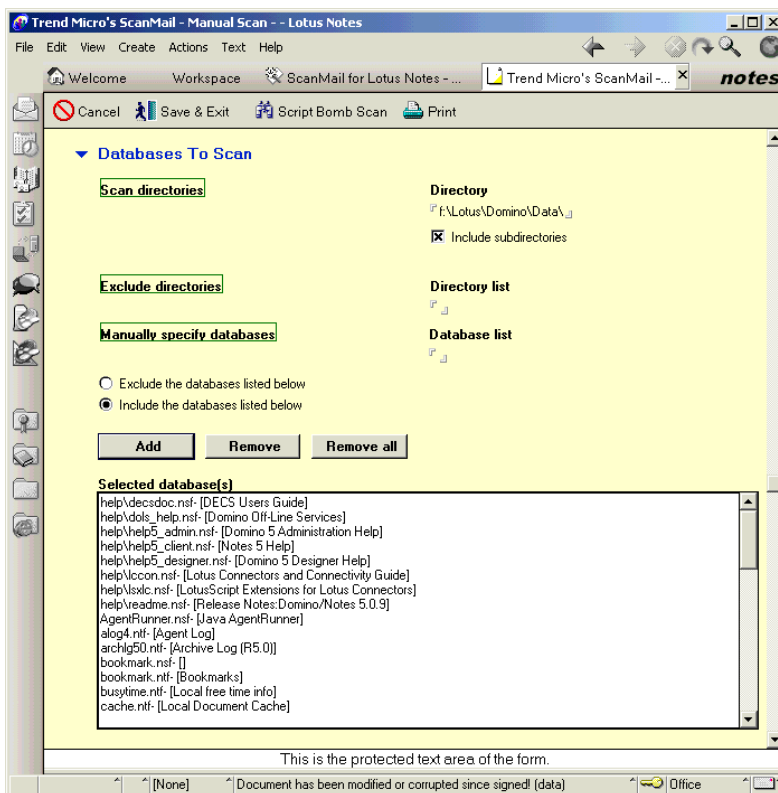 Trend Micro's ScanMail - Manual Scan - - Lotus Notes
File Edit View Create Actions Text Help
Welcome Workspace ScanMail for Lotus Notes - ... Trend Micro's ScanMail -... notes
Cancel Save & Exit Script Bomb Scan Print
Databases To Scan
Scan directories Directory
f:\Lotus\Domino\Data\
Include subdirectories
Exclude directories Directory list
Manually specify databases Database list
Exclude the databases listed below
Include the databases listed below
Add Remove Remove all
Selected database(s)
help\decsdoc.nsf- [DECS Users Guide]
help\dols_help.nsf- [Domino Off-Line Services]
help\help5_admin.nsf- [Domino 5 Administration Help]
help\help5_client.nsf- [Notes 5 Help]
help\help5_designer.nsf- [Domino 5 Designer Help]
help\lccon.nsf- [Lotus Connectors and Connectivity Guide]
help\lsxlc.nsf- [LotusScript Extensions for Lotus Connectors]
help\readme.nsf- [Release Notes:Domino/Notes 5.0.9]
AgentRunner.nsf- [Java AgentRunner]
alog4.ntf- [Agent Log]
archlg50.ntf- [Archive Log (R5.0)]
bookmark.nsf- []
bookmark.ntf- [Bookmarks]
busytime.ntf- [Local free time info]
cache.ntf- [Local Document Cache]
This is the protected text area of the form.
[None] Document has been modified or corrupted since signed! (data) Office